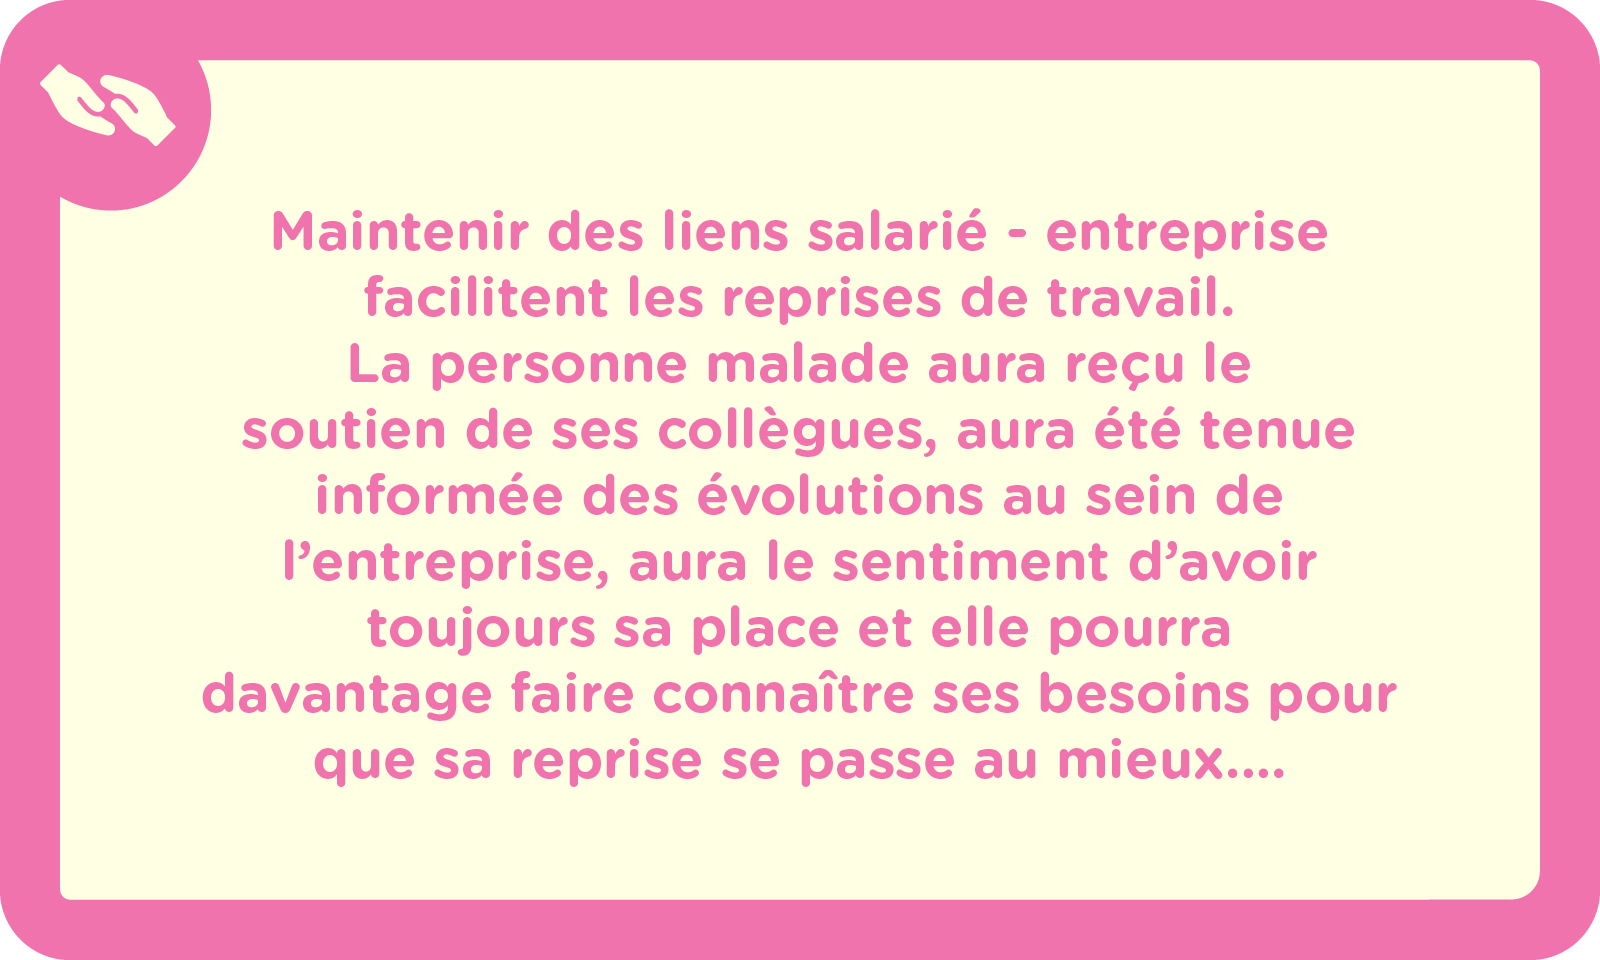 Maintenir des liens salarié - entreprise
facilitent les reprises de travail.
La personne malade aura reçu le
soutien de ses collègues, aura été tenue
informée des évolutions au sein de
l’entreprise, aura le sentiment d’avoir
toujours sa place et elle pourra
davantage faire connaître ses besoins pour
que sa reprise se passe au mieux....